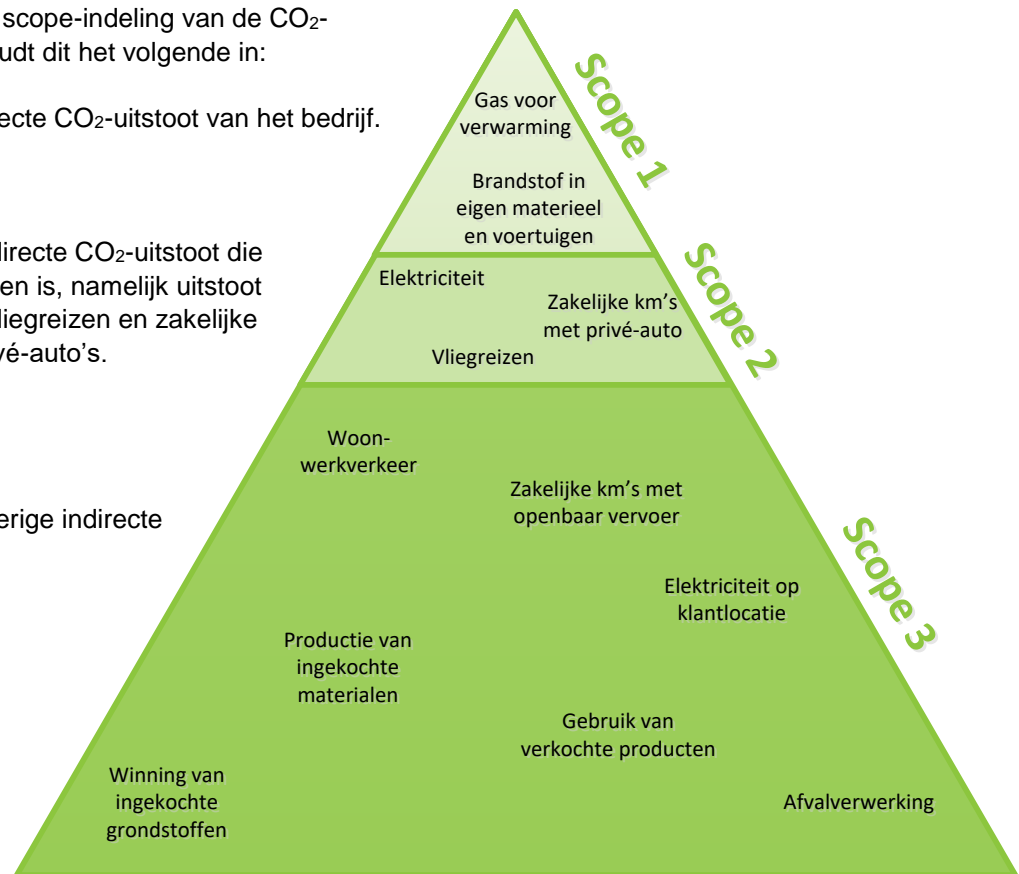 scope-indeling van de CO₂-
udt dit het volgende in:
ecte CO₂-uitstoot van het bedrijf.
directe CO₂-uitstoot die
en is, namelijk uitstoot
liegreizen en zakelijke
vé-auto's.
erige indirecte
Scope 1
Gas voor
verwarming
Brandstof in
eigen materieel
en voertuigen
Scope 2
Elektriciteit
Zakelijke km's
met privé-auto
Vliegreizen
Scope 3
Woon-
werkverkeer
Zakelijke km's met
openbaar vervoer
Elektriciteit op
klantlocatie
Productie van
ingekochte
materialen
Gebruik van
verkochte producten
Winning van
ingekochte
grondstoffen
Afvalverwerking